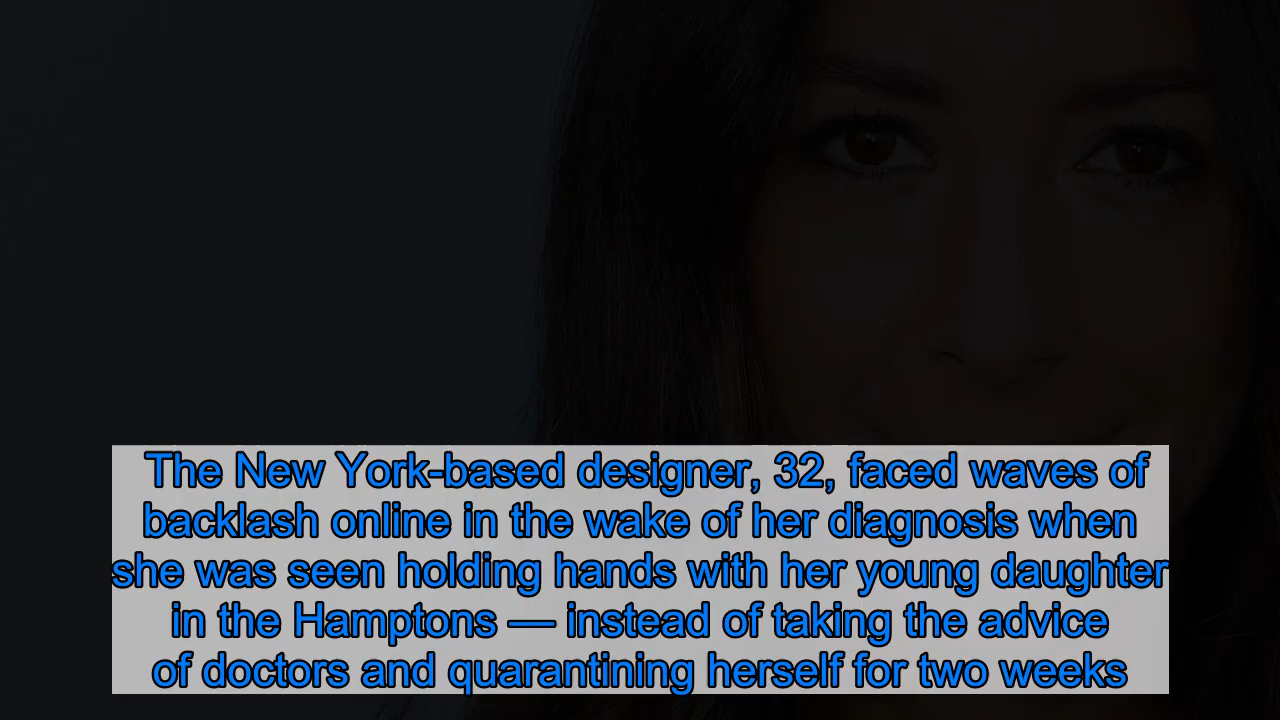 The New York-based designer, 32, faced waves of
backlash online in the wake of her diagnosis when
she was seen holding hands with her young daughter
in the Hamptons — instead of taking the advice
of doctors and quarantining herself for two weeks